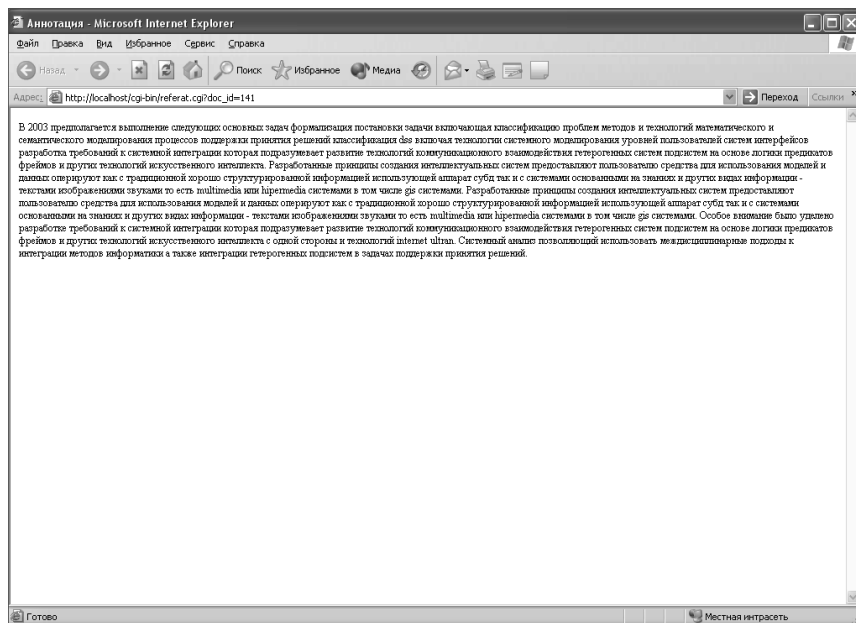 Аннотация - Microsoft Internet Explorer
Файл Правка Вид Избранное Сервис Справка
Назад Поиск Избранное Медиа
Адрес: http://localhost/cgi-bin/referat.cgi?doc_id=141 Переход Ссылки »
В 2003 предполагается выполнение следующих основных задач формализация постановки задачи включающая классификацию проблем методов и технологий математического и
семантического моделирования процессов поддержки принятия решений классификация dss включая технологии системного моделирования уровней пользователей систем интерфейсов
разработка требований к системной интеграции которая подразумевает развитие технологий коммуникационного взаимодействия гетерогенных систем подсистем на основе логики предикатов
фреймов и других технологий искусственного интеллекта. Разработанные принципы создания интеллектуальных систем предоставляют пользователю средства для использования моделей и
данных оперируют как с традиционной хорошо структурированной информацией использующей аппарат субд так и с системами основанными на знаниях и других видах информации -
текстами изображениями звуками то есть multimedia или hipermedia системами в том числе gis системами. Разработанные принципы создания интеллектуальных систем предоставляют
пользователю средства для использования моделей и данных оперируют как с традиционной хорошо структурированной информацией использующей аппарат субд так и с системами
основанными на знаниях и других видах информации - текстами изображениями звуками то есть multimedia или hipermedia системами в том числе gis системами. Особое внимание было уделено
разработке требований к системной интеграции которая подразумевает развитие технологий коммуникационного взаимодействия гетерогенных систем подсистем на основе логики предикатов
фреймов и других технологий искусственного интеллекта с одной стороны и технологий internet ultran. Системный анализ позволяющий использовать междисциплинарные подходы к
интеграции методов информатики а также интеграции гетерогенных подсистем в задачах поддержки принятия решений.
Готово Местная интрасеть